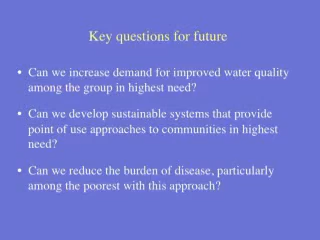 Key questions for future
• Can we increase demand for improved water quality
among the group in highest need?
• Can we develop sustainable systems that provide
point of use approaches to communities in highest
need?
• Can we reduce the burden of disease, particularly
among the poorest with this approach?